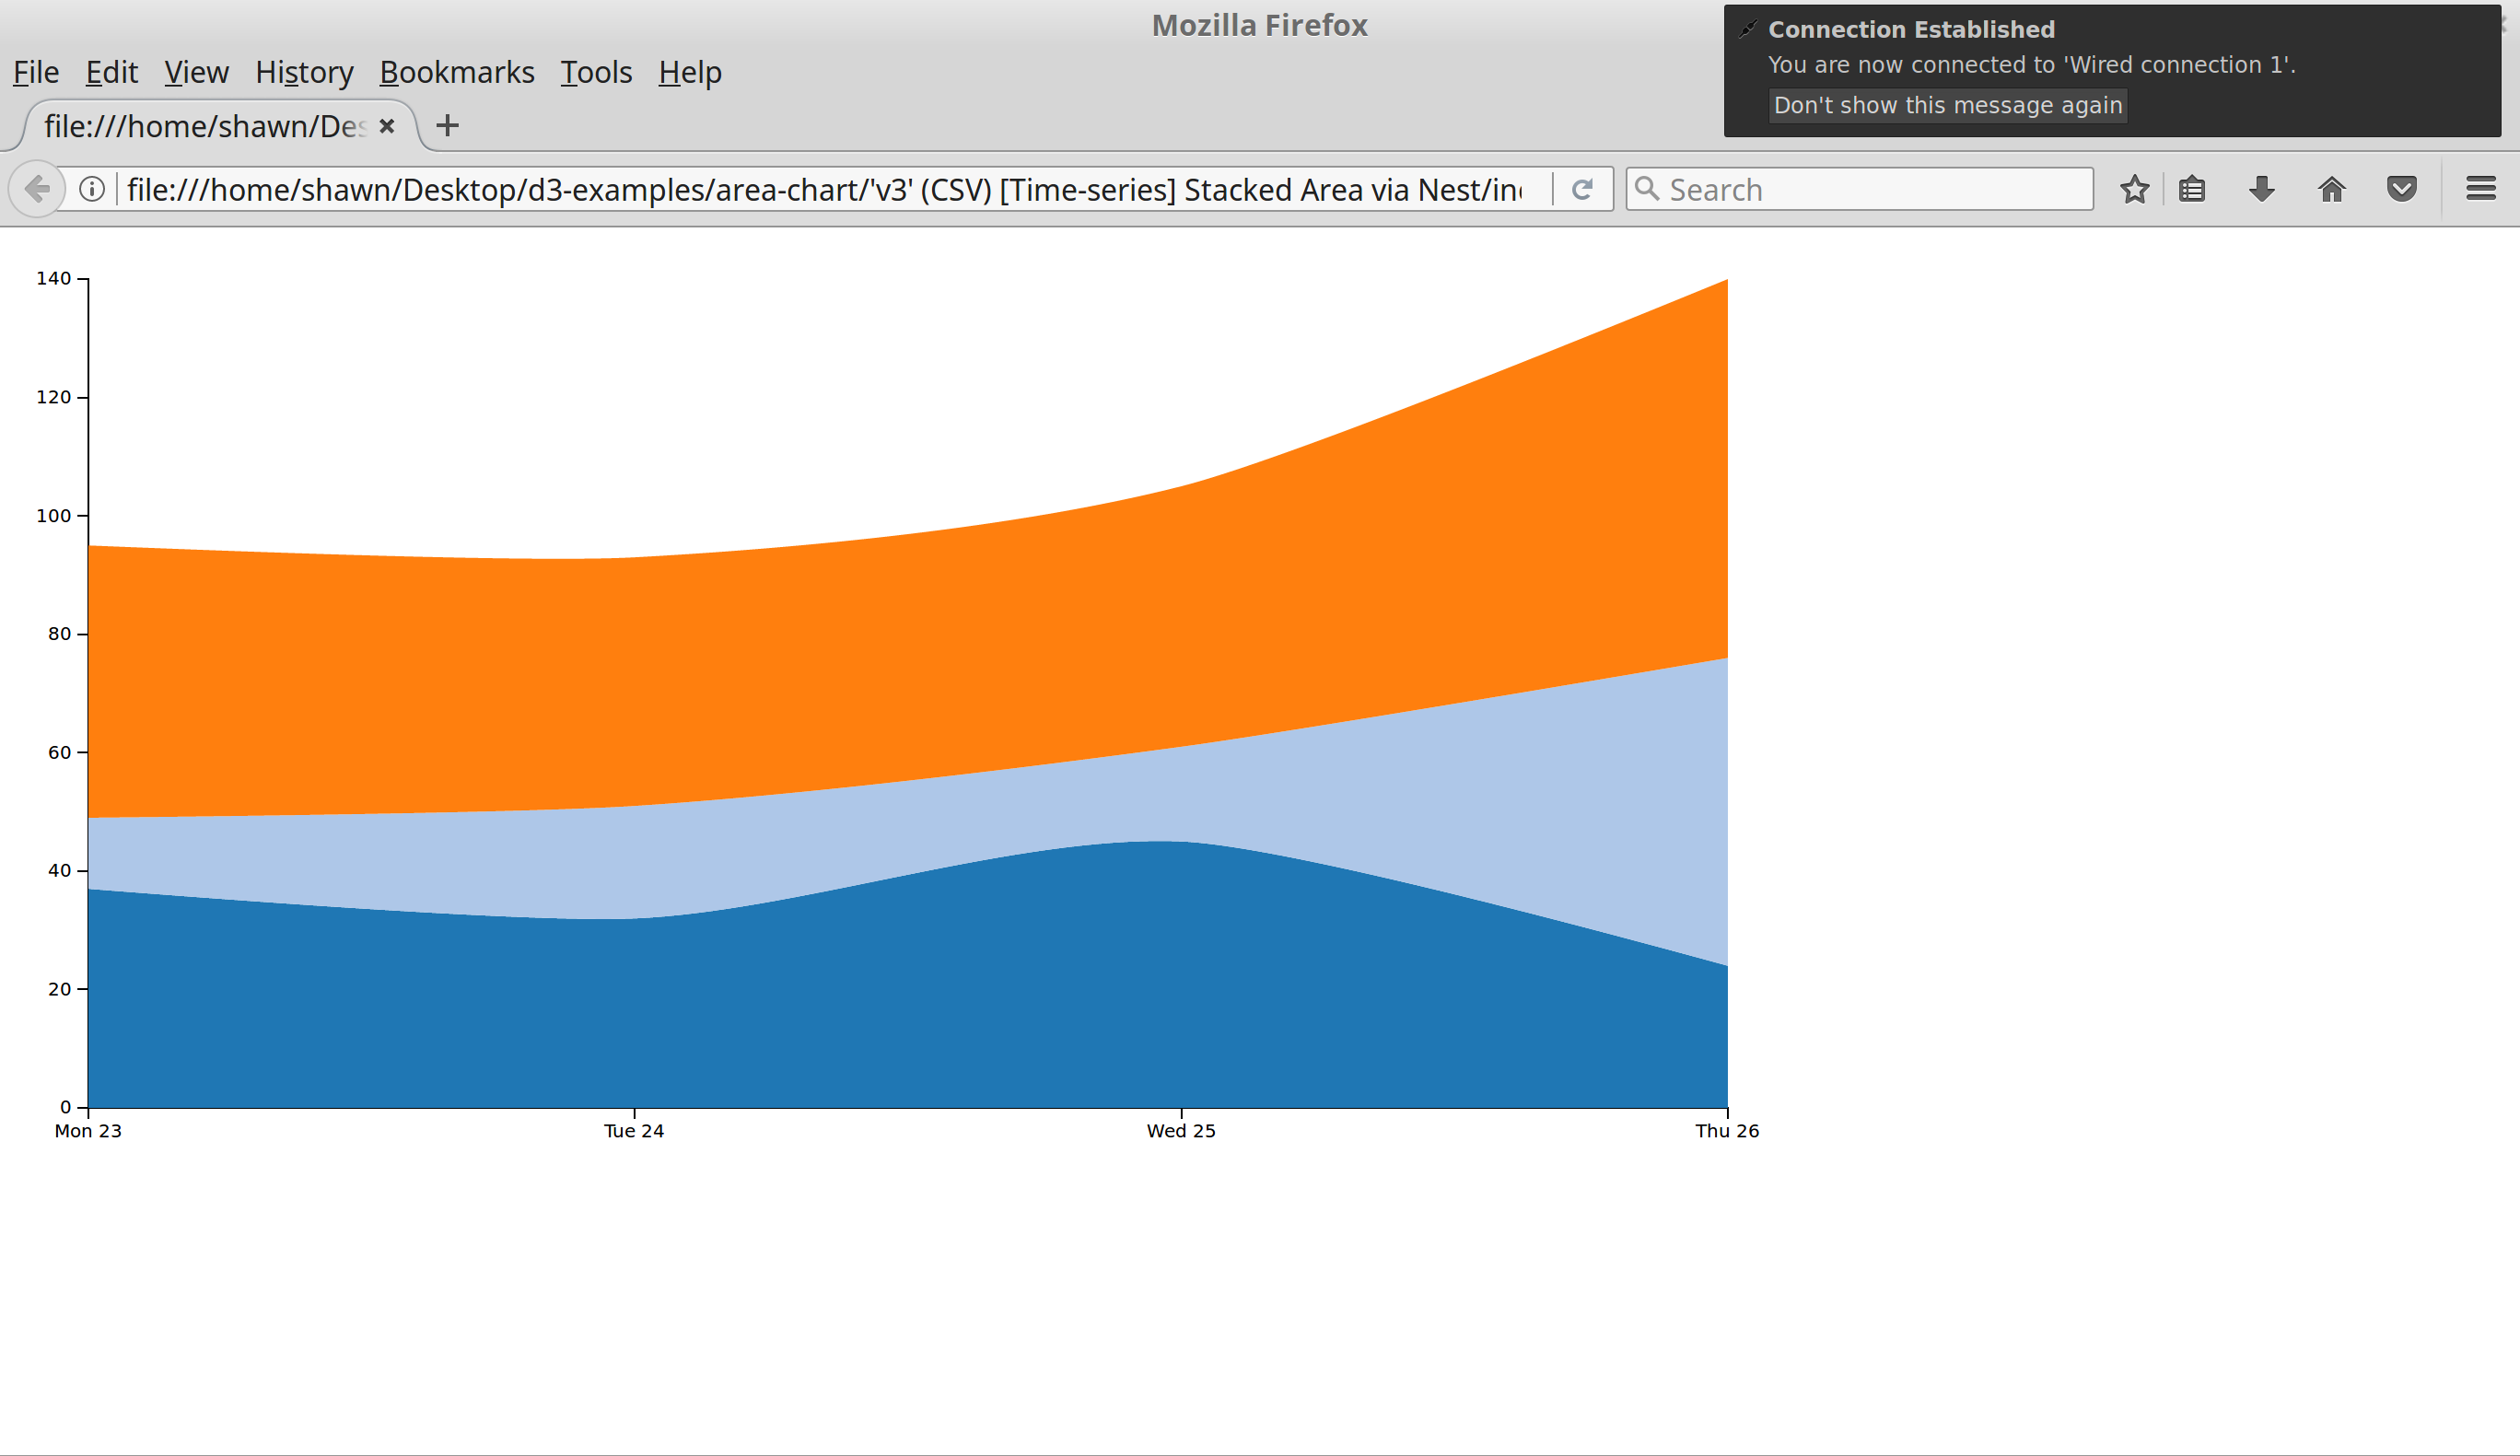 Mozilla Firefox
Connection Established
You are now connected to 'Wired connection 1'.
Don't show this message again
File Edit View History Bookmarks Tools Help
file:///home/shawn/Des
file:///home/shawn/Desktop/d3-examples/area-chart/'v3' (CSV) [Time-series] Stacked Area via Nest/in
Search
140
120
100
80
60
40
20
0
Mon 23 Tue 24 Wed 25 Thu 26